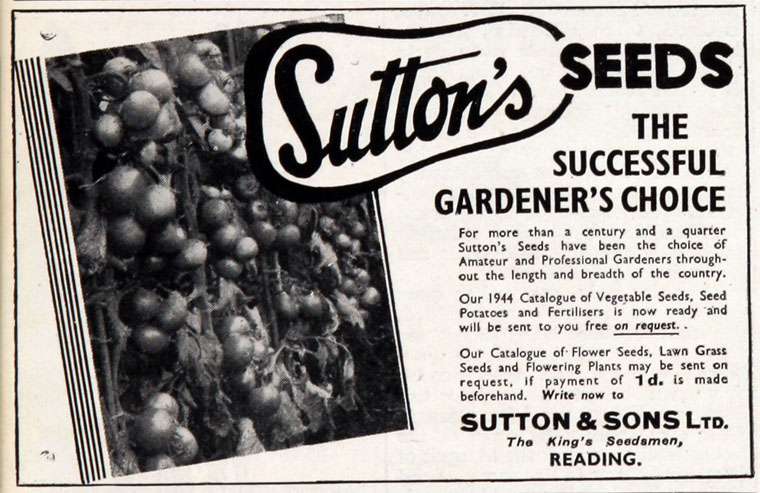 Sutton's SEEDS
THE
SUCCESSFUL
GARDENER'S CHOICE
For more than a century and a quarter
Sutton's Seeds have been the choice of
Amateur and Professional Gardeners through-
out the length and breadth of the country.
Our 1944 Catalogue of Vegetable Seeds, Seed
Potatoes and Fertilisers is now ready and
will be sent to you free on request.
Our Catalogue of Flower Seeds, Lawn Grass
Seeds and Flowering Plants may be sent on
request, if payment of 1d. is made
beforehand. Write now to
SUTTON & SONS LTD.
The King's Seedsmen,
READING.